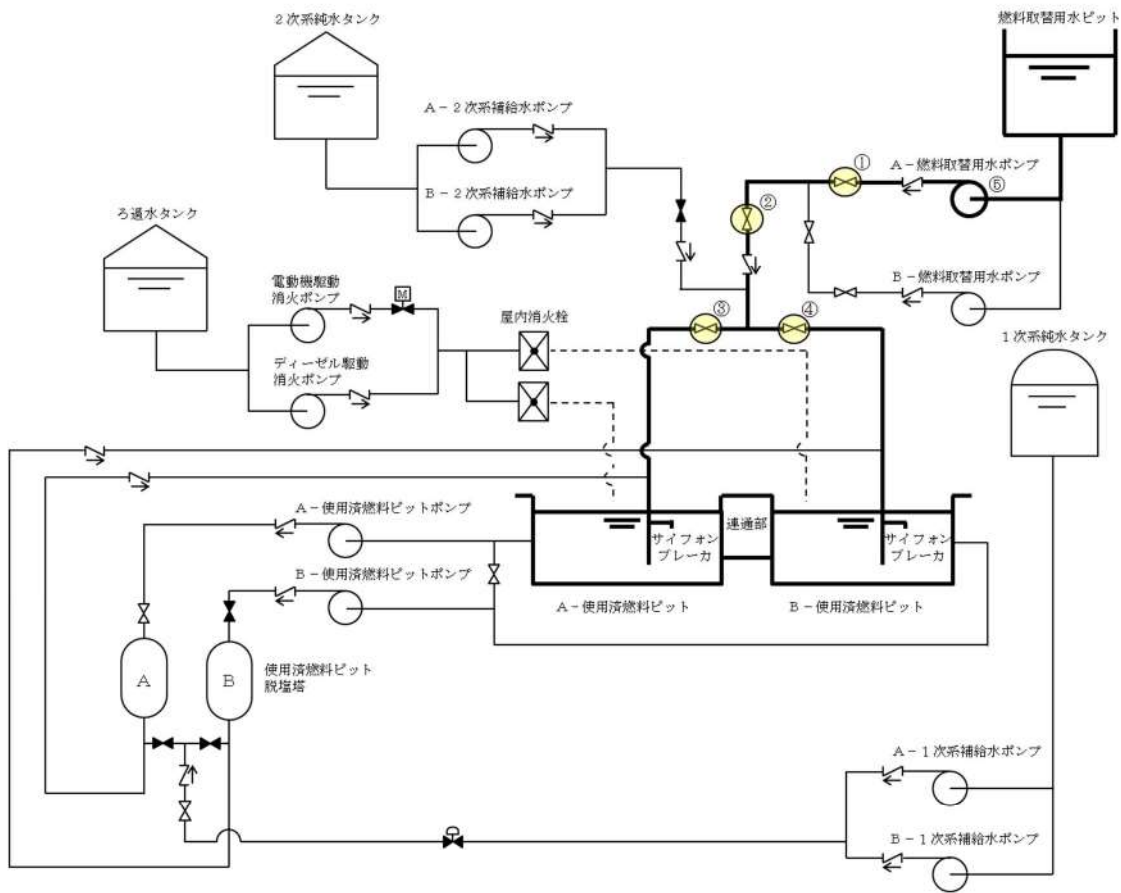 2次系純水タンク
燃料取替用水ピット
A-2次系補給水ポンプ
①
A-燃料取替用水ポンプ
⑤
B-2次系補給水ポンプ
②
ろ過水タンク
電動機駆動
消火ポンプ
M
B-燃料取替用水ポンプ
屋内消火栓
③
④
1次系純水タンク
ディーゼル駆動
消火ポンプ
A-使用済燃料ピットポンプ
連通部
サイフォン
ブレーカ
サイフォン
ブレーカ
B-使用済燃料ピットポンプ
A-使用済燃料ピット
B-使用済燃料ピット
A
B
使用済燃料ピット
脱塩塔
A-1次系補給水ポンプ
B-1次系補給水ポンプ